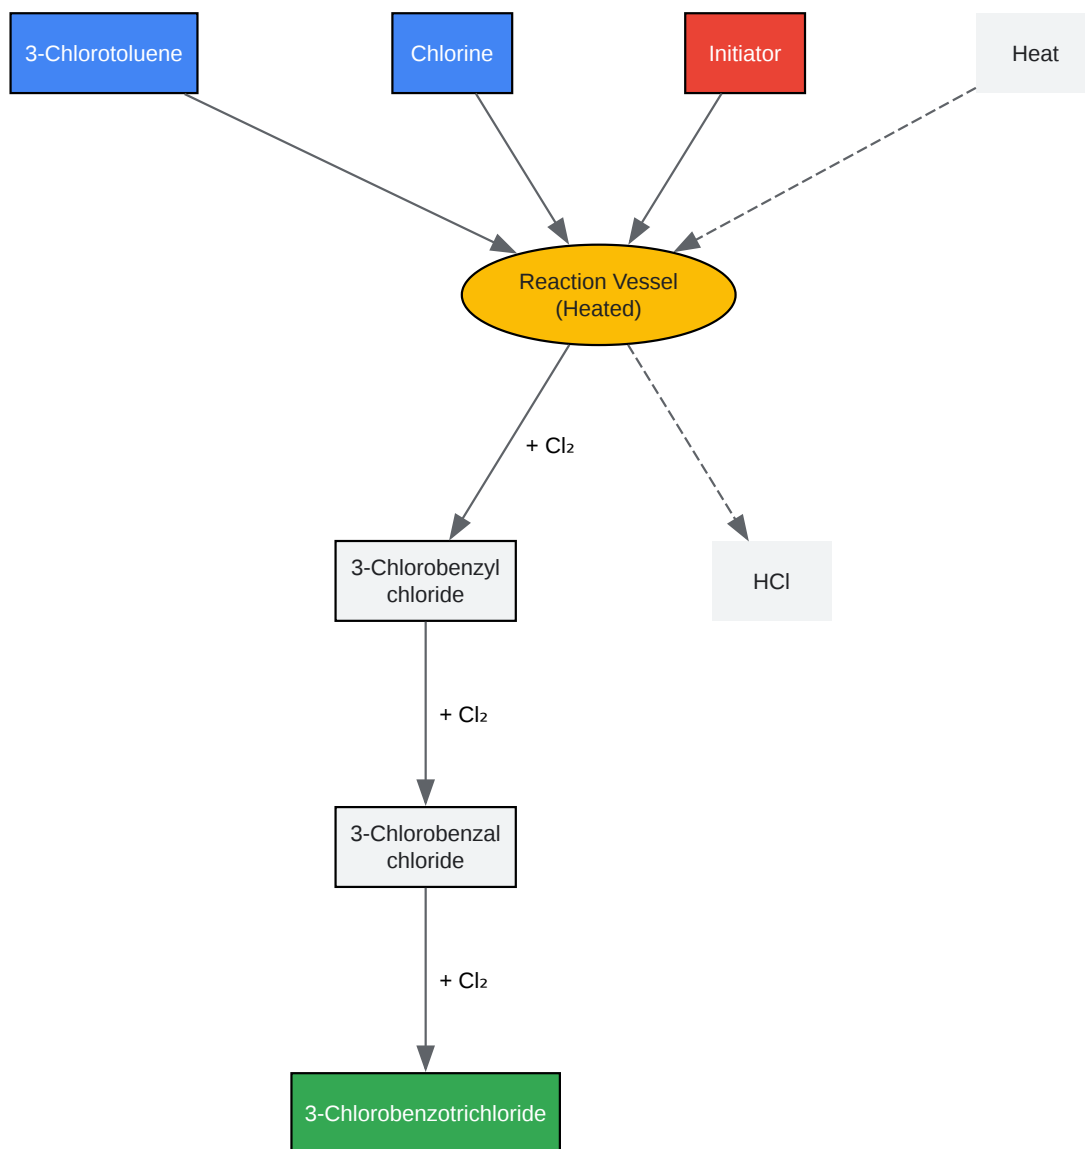 3-Chlorotoluene
Chlorine
Initiator
Heat
Reaction Vessel
(Heated)
+ Cl₂
3-Chlorobenzyl
chloride
HCl
+ Cl₂
3-Chlorobenzal
chloride
+ Cl₂
3-Chlorobenzotrichloride